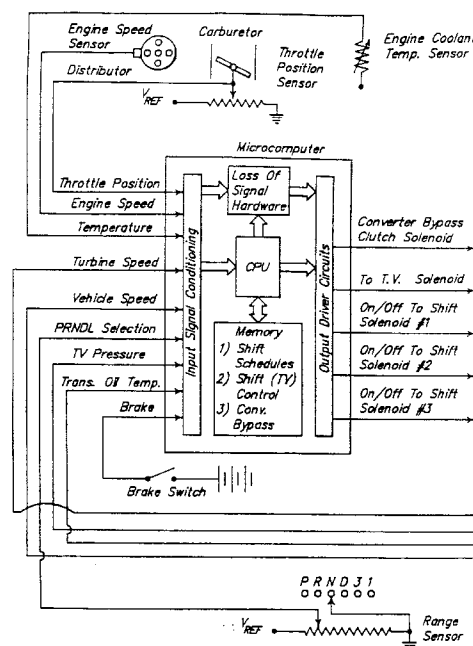 Engine Speed
Sensor
Carburetor
Distributor
Throttle
Position
Sensor
Engine Coolant
Temp. Sensor
VREF
Microcomputer
Throttle Position
Engine Speed
Temperature
Turbine Speed
Vehicle Speed
PRNDL Selection
TV Pressure
Trans. Oil Temp.
Brake
Input Signal Conditioning
Loss Of
Signal
Hardware
CPU
Memory
1) Shift
Schedules
2) Shift (TV)
Control
3) Conv.
Bypass
Output Driver Circuits
Converter Bypass
Clutch Solenoid
To T.V. Solenoid
On/Off To Shift
Solenoid #1
On/Off To Shift
Solenoid #2
On/Off To Shift
Solenoid #3
Brake Switch
P R N D 3 1
VREF
Range
Sensor